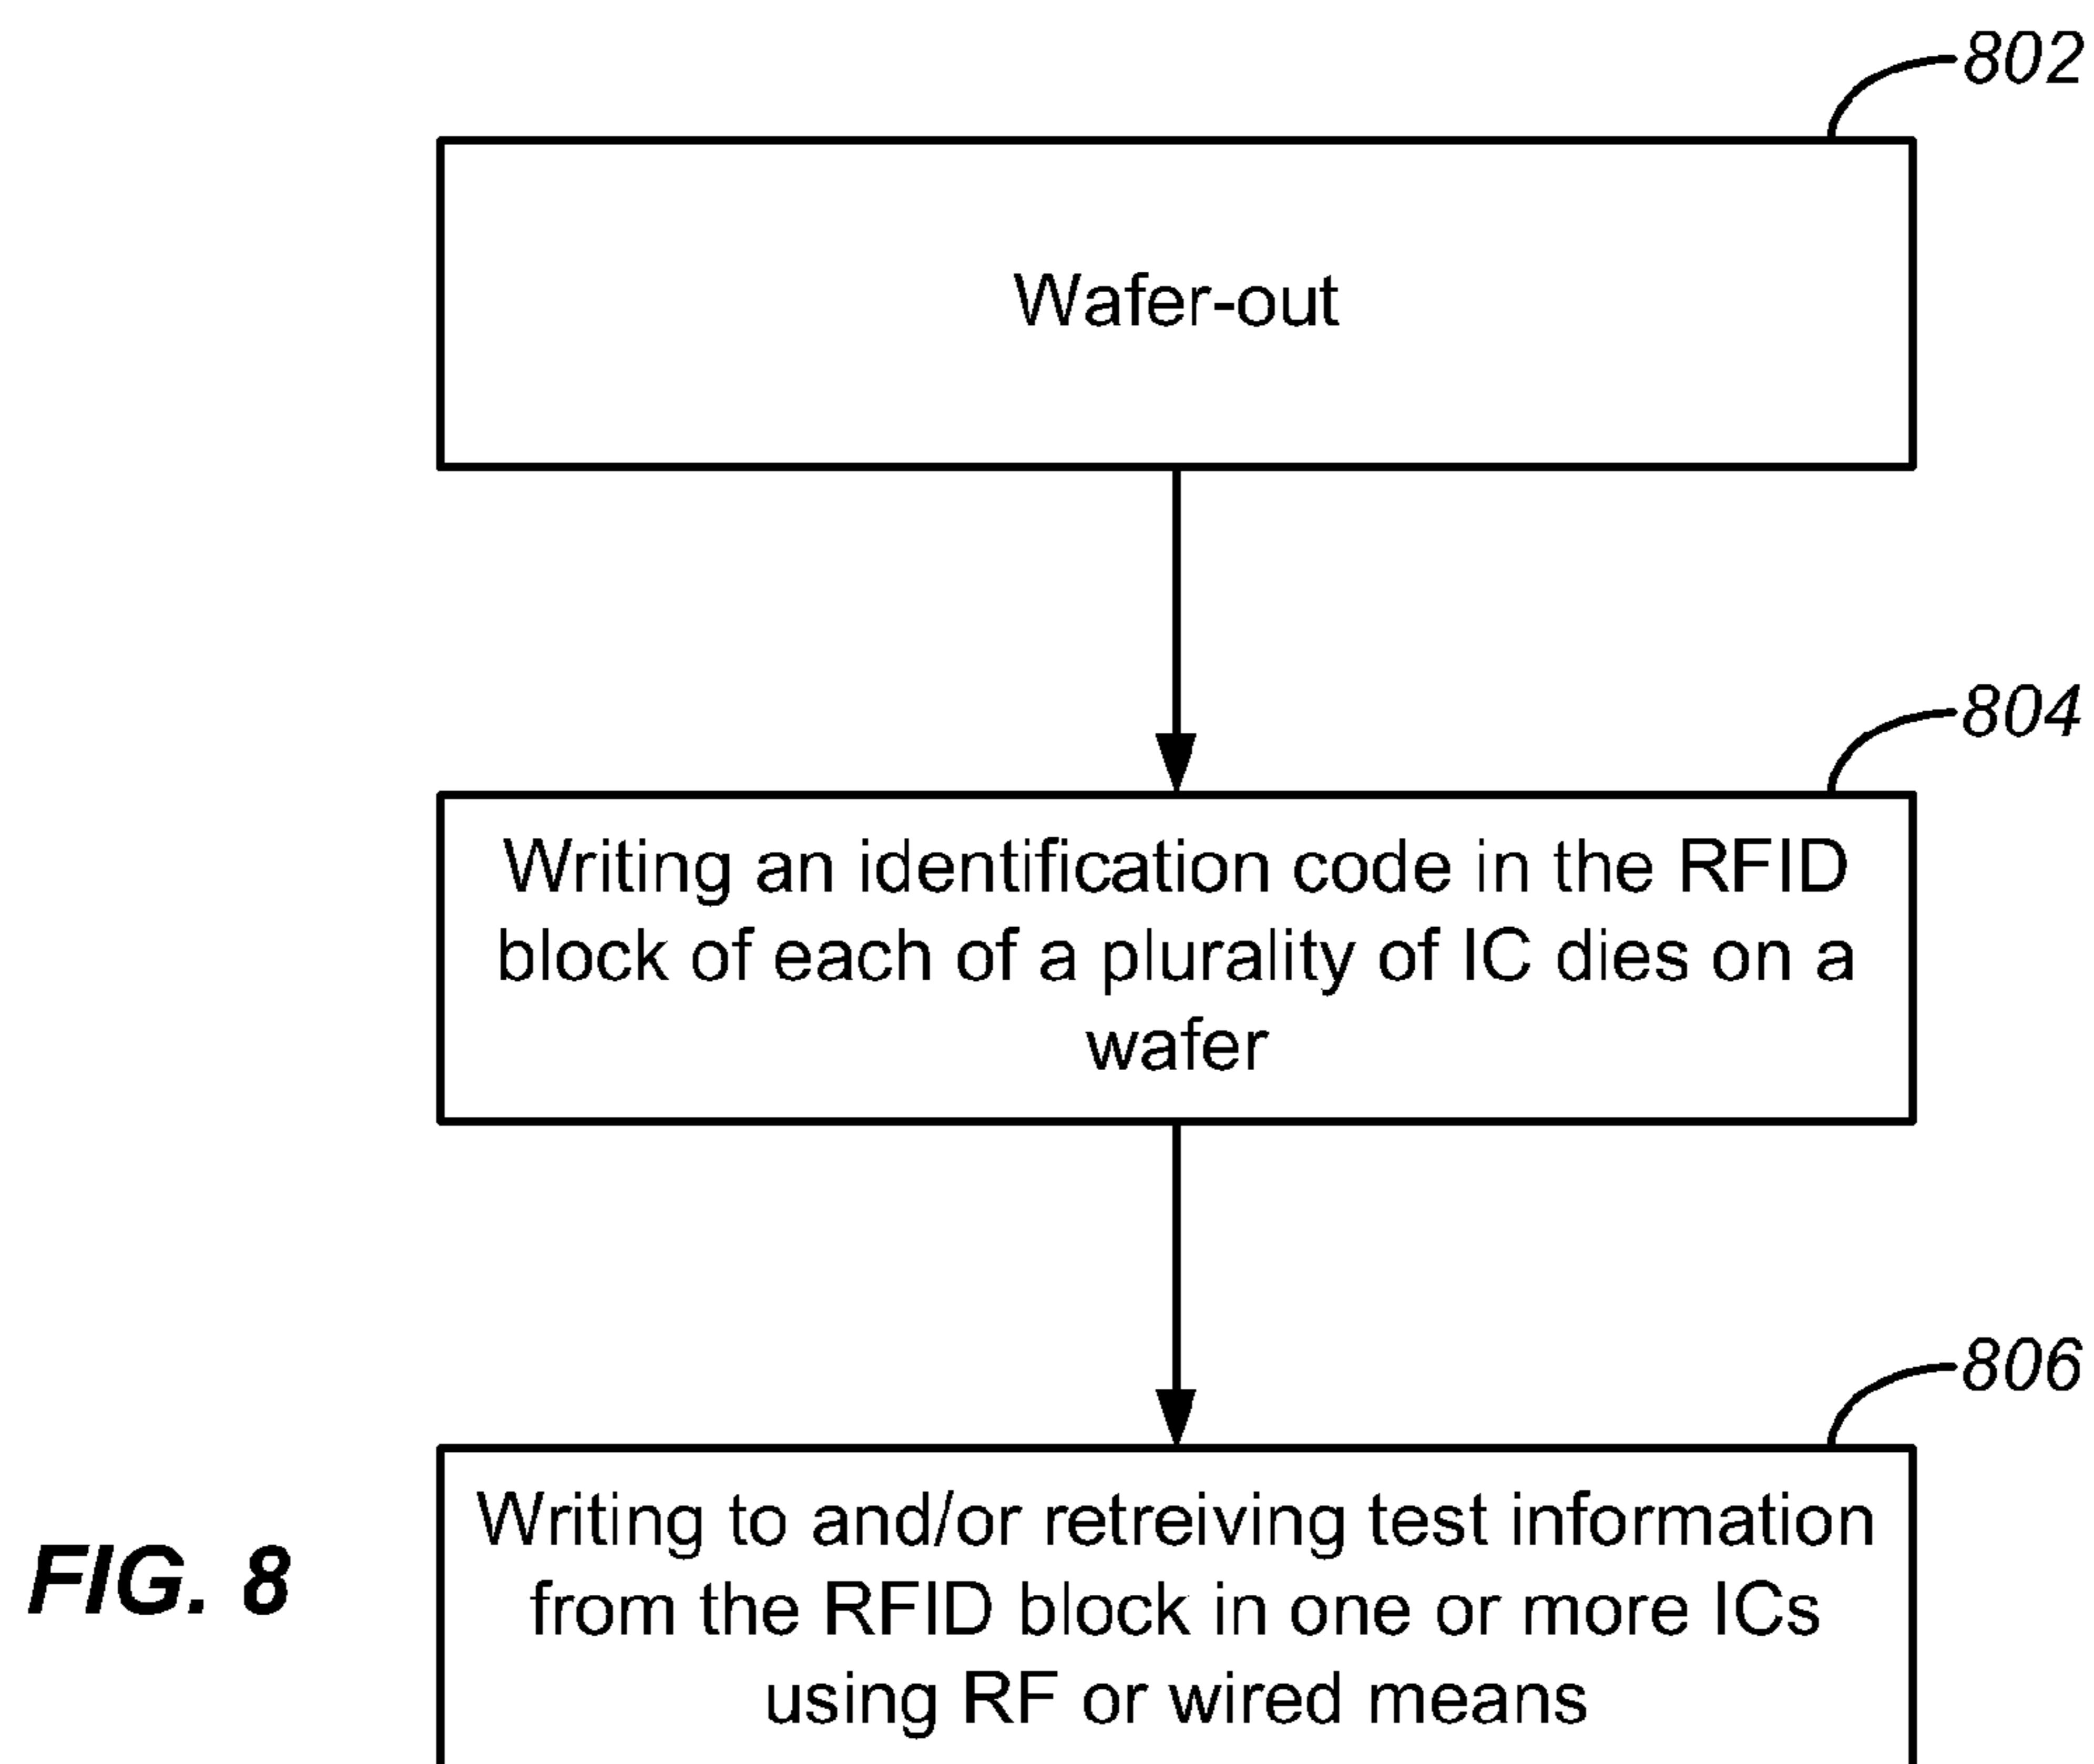 802
Wafer-out
804
Writing an identification code in the RFID
block of each of a plurality of IC dies on a
wafer
806
Writing to and/or retreiving test information
from the RFID block in one or more ICs
using RF or wired means
FIG. 8